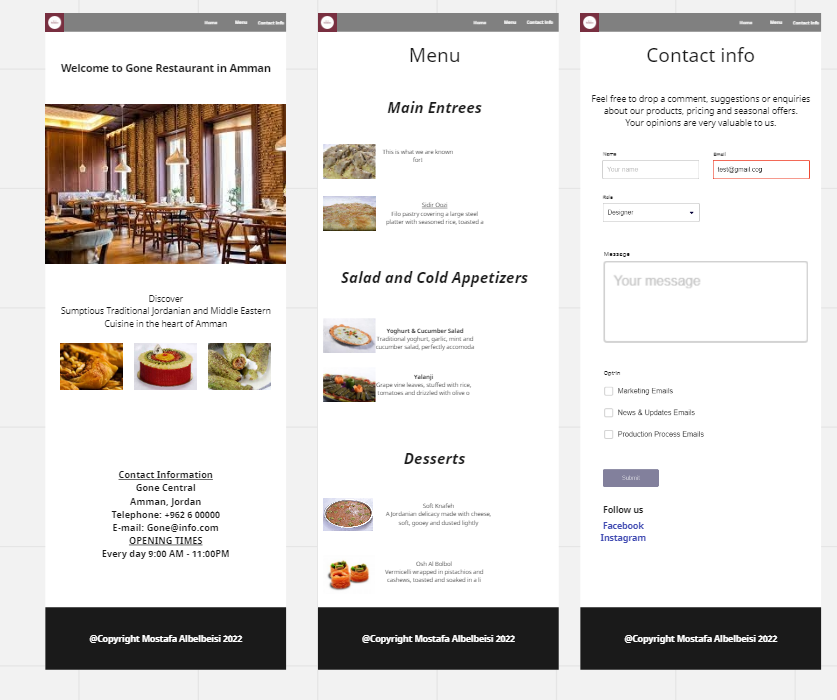 Home Menu Contact Info
Welcome to Gone Restaurant in Amman
Discover
Sumptious Traditional Jordanian and Middle Eastern
Cuisine in the heart of Amman
Contact Information
Gone Central
Amman, Jordan
Telephone: +962 6 00000
E-mail: Gone@info.com
OPENING TIMES
Every day 9:00 AM - 11:00PM
@Copyright Mostafa Albelbeisi 2022
Home Menu Contact Info
Menu
Main Entrees
This is what we are known
for!
Sidir Ouzi
Filo pastry covering a large steel
platter with seasoned rice, toasted a
Salad and Cold Appetizers
Yoghurt & Cucumber Salad
Traditional yoghurt, garlic, mint and
cucumber salad, perfectly accomoda
Yalanji
Grape vine leaves, stuffed with rice,
tomatoes and drizzled with olive o
Desserts
Soft Knafeh
A Jordanian delicacy made with cheese,
soft, gooey and dusted lightly
Osh Al Bolbol
Vermicelli wrapped in pistachios and
cashews, toasted and soaked in a li
@Copyright Mostafa Albelbeisi 2022
Home Menu Contact Info
Contact info
Feel free to drop a comment, suggestions or enquiries
about our products, pricing and seasonal offers.
Your opinions are very valuable to us.
Name Email
Your name test@gmail.cog
Role
Designer
Message
Your message
Opt-in
Marketing Emails
News & Updates Emails
Production Process Emails
Submit
Follow us
Facebook
Instagram
@Copyright Mostafa Albelbeisi 2022